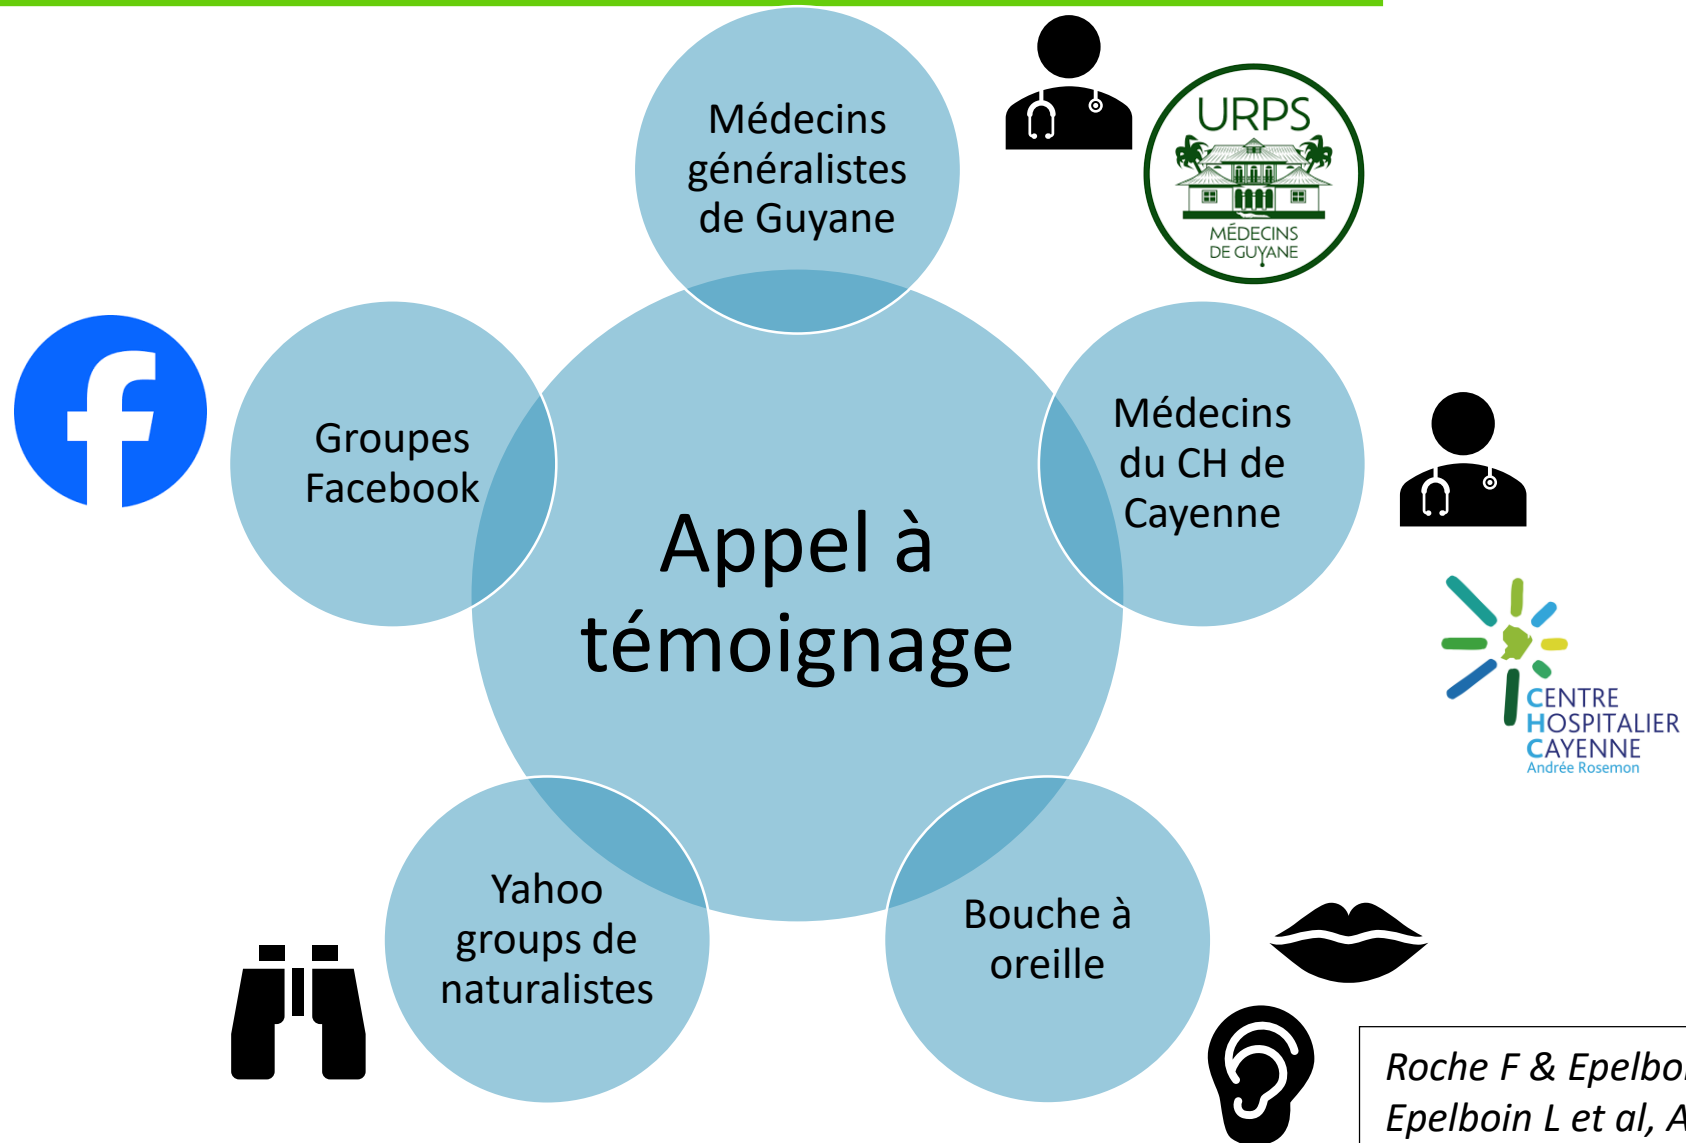 Médecins
généralistes
de Guyane
URPS
MÉDECINS
DE GUYANE
Groupes
Facebook
Médecins
du CH de
Cayenne
Appel à
témoignage
CENTRE
HOSPITALIER
CAYENNE
Andrée Rosemon
Yahoo
groups de
naturalistes
Bouche à
oreille
Roche F &
Epelboin L et al,